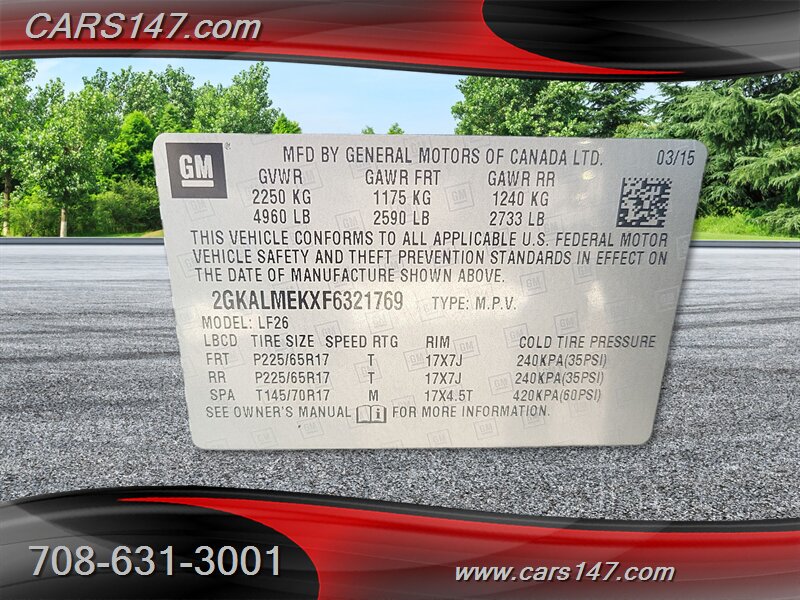 CARS147.com
GM
MFD BY GENERAL MOTORS OF CANADA LTD. 03/15
GVWR GAWR FRT GAWR RR
2250 KG 1175 KG 1240 KG
4960 LB 2590 LB 2733 LB
THIS VEHICLE CONFORMS TO ALL APPLICABLE U.S. FEDERAL MOTOR
VEHICLE SAFETY AND THEFT PREVENTION STANDARDS IN EFFECT ON
THE DATE OF MANUFACTURE SHOWN ABOVE.
2GKALMEKXF6321769 TYPE: M.P.V.
MODEL: LF26
LBCD TIRE SIZE SPEED RTG RIM COLD TIRE PRESSURE
FRT P225/65R17 T 17X7J 240KPA(35PSI)
RR P225/65R17 T 17X7J 240KPA(35PSI)
SPA T145/70R17 M 17X4.5T 420KPA(60PSI)
SEE OWNER'S MANUAL FOR MORE INFORMATION.
708-631-3001
www.cars147.com